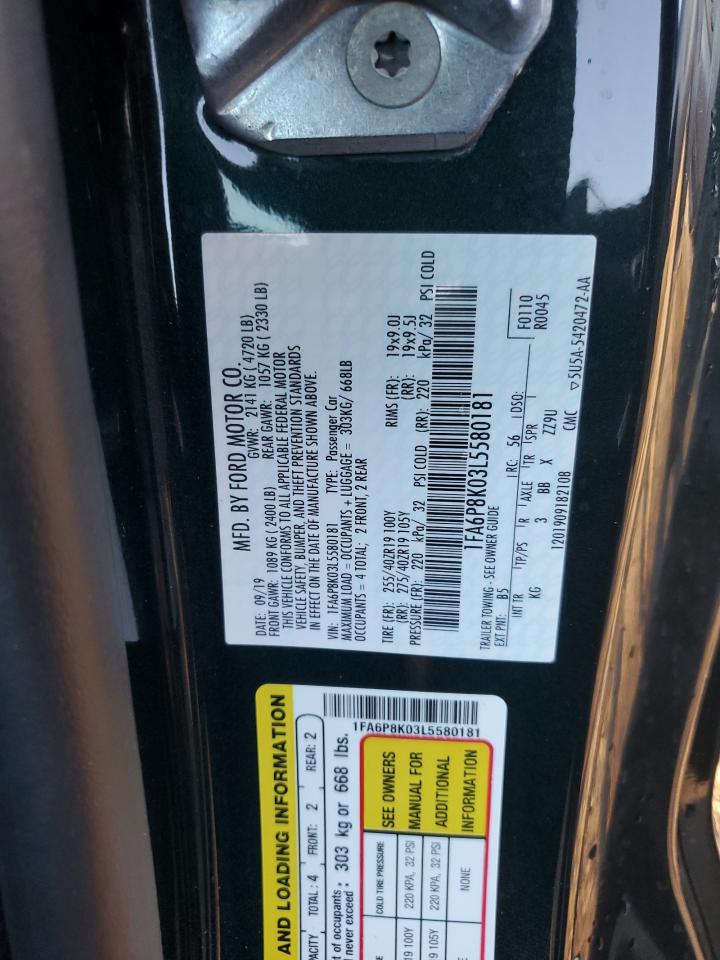 MFD. BY FORD MOTOR CO.
DATE: 09/19 GVWR: 2141 KG ( 4720 LB)
FRONT GAWR: 1089 KG ( 2400 LB) REAR GAWR: 1057 KG ( 2330 LB)
THIS VEHICLE CONFORMS TO ALL APPLICABLE FEDERAL MOTOR
VEHICLE SAFETY, BUMPER, AND THEFT PREVENTION STANDARDS
IN EFFECT ON THE DATE OF MANUFACTURE SHOWN ABOVE.
VIN: 1FA6P8K03L5580181 TYPE: Passenger Car
MAXIMUM LOAD = OCCUPANTS + LUGGAGE = 303KG/ 668LB
OCCUPANTS = 4 TOTAL; 2 FRONT, 2 REAR
TIRE (FR): 255/40ZR19 100Y RIMS (FR): 19x9.0J
(RR): 275/40ZR19 105Y (RR): 19x9.5J
PRESSURE (FR): 220 kPa/ 32 PSI COLD (RR): 220 kPa/ 32 PSI COLD
1FA6P8K03L5580181
TRAILER TOWING - SEE OWNER GUIDE
EXT PNT: B5 RC: 56 DSO: F0110
R0045
INT TR TP/PS R AXLE TR SPR
KG 3 BB X ZZ9U
1201909182108 CMC ▽5U5A-5420472-AA
AND LOADING INFORMATION
PACITY TOTAL: 4 FRONT: 2 REAR: 2
t of occupants
never exceed : 303 kg or 668 lbs.
1FA6P8K03L5580181
COLD TIRE PRESSURE
19 100Y 220 KPA, 32 PSI
19 105Y 220 KPA, 32 PSI
NONE
SEE OWNERS
MANUAL FOR
ADDITIONAL
INFORMATION